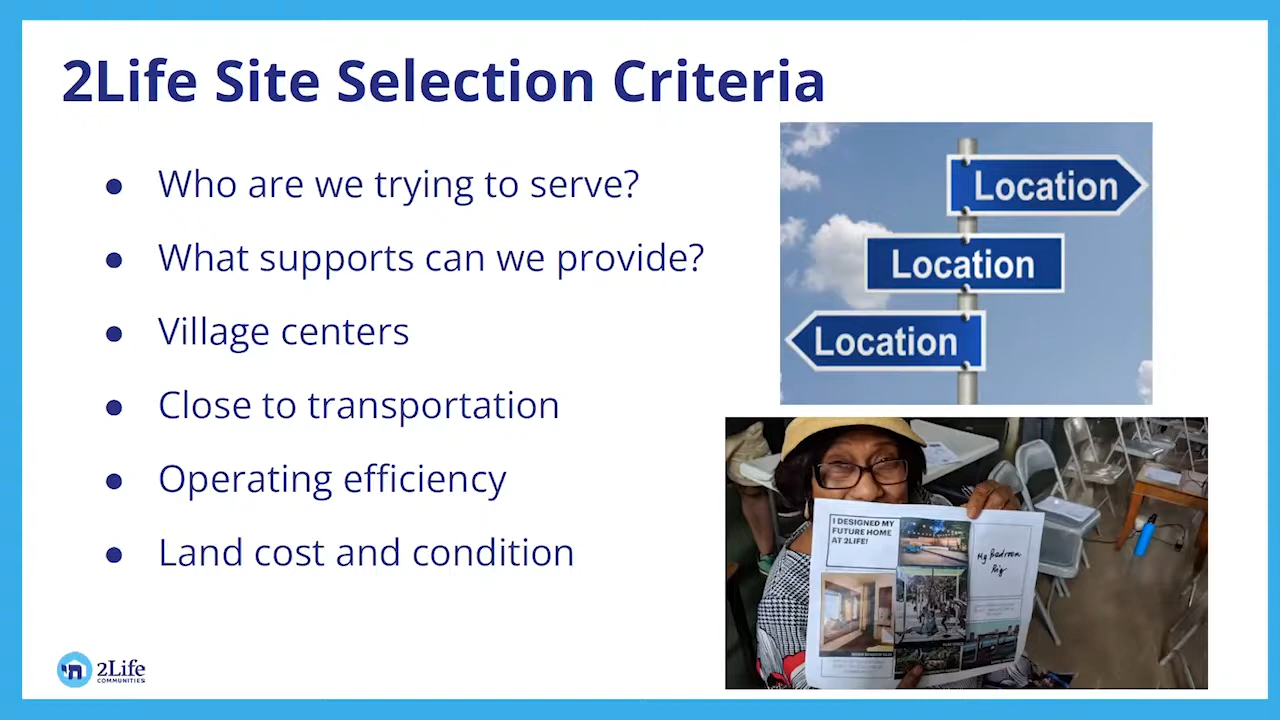 2Life Site Selection Criteria
● Who are we trying to serve?
● What supports can we provide?
● Village centers
● Close to transportation
● Operating efficiency
● Land cost and condition
Location
Location
Location
I DESIGNED MY
FUTURE HOME
AT 2LIFE!
My Bedroom
חי
2Life
COMMUNITIES